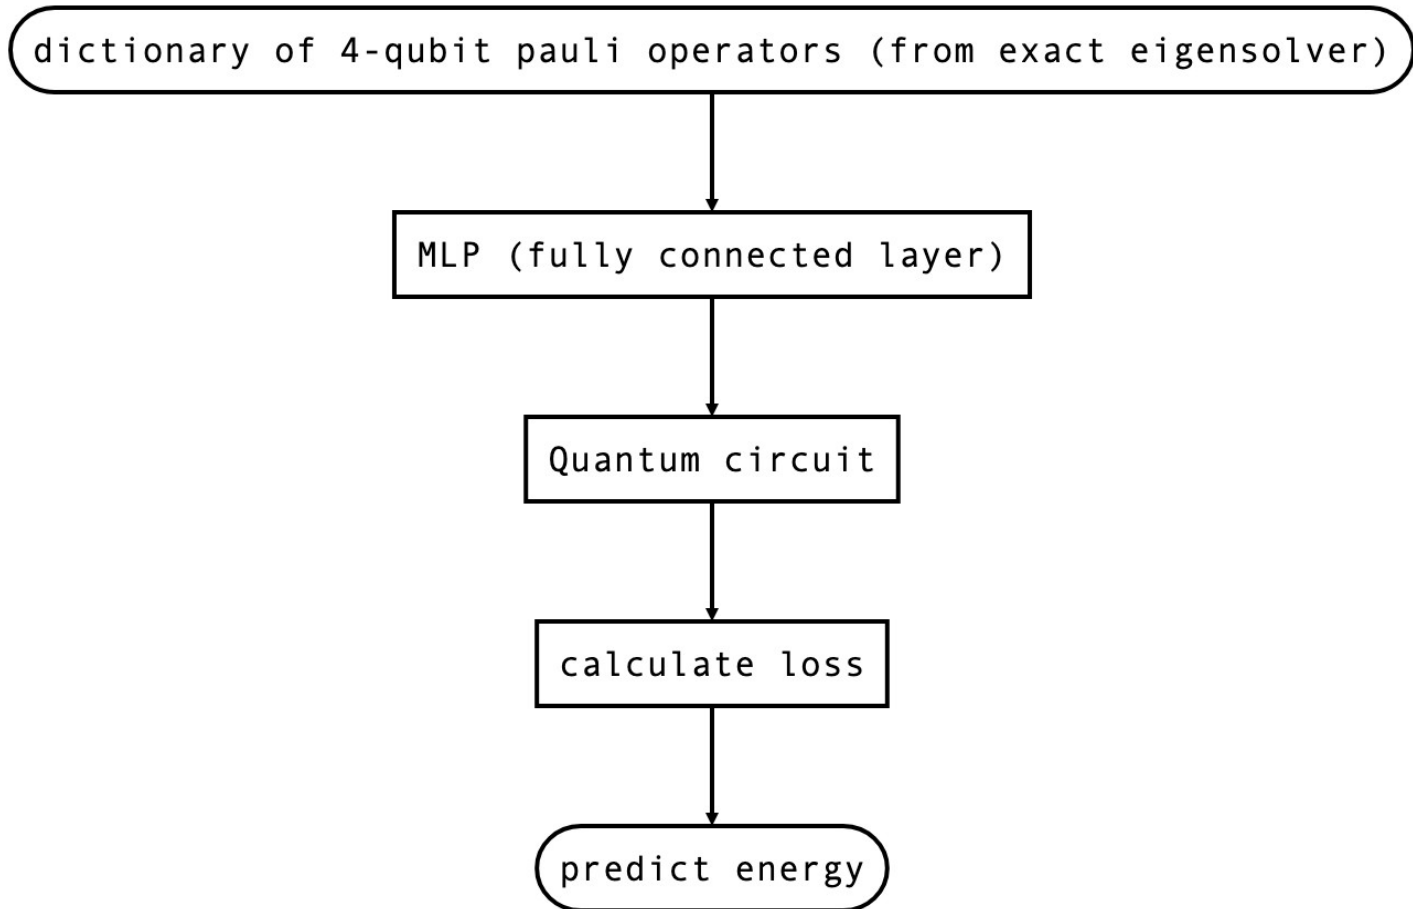 dictionary of 4-qubit pauli operators (from exact eigensolver)
MLP (fully connected layer)
Quantum circuit
calculate loss
predict energy